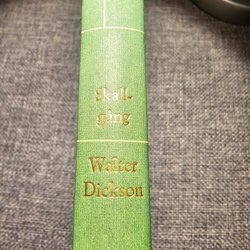 Skall-
gång
Walter
Dickson